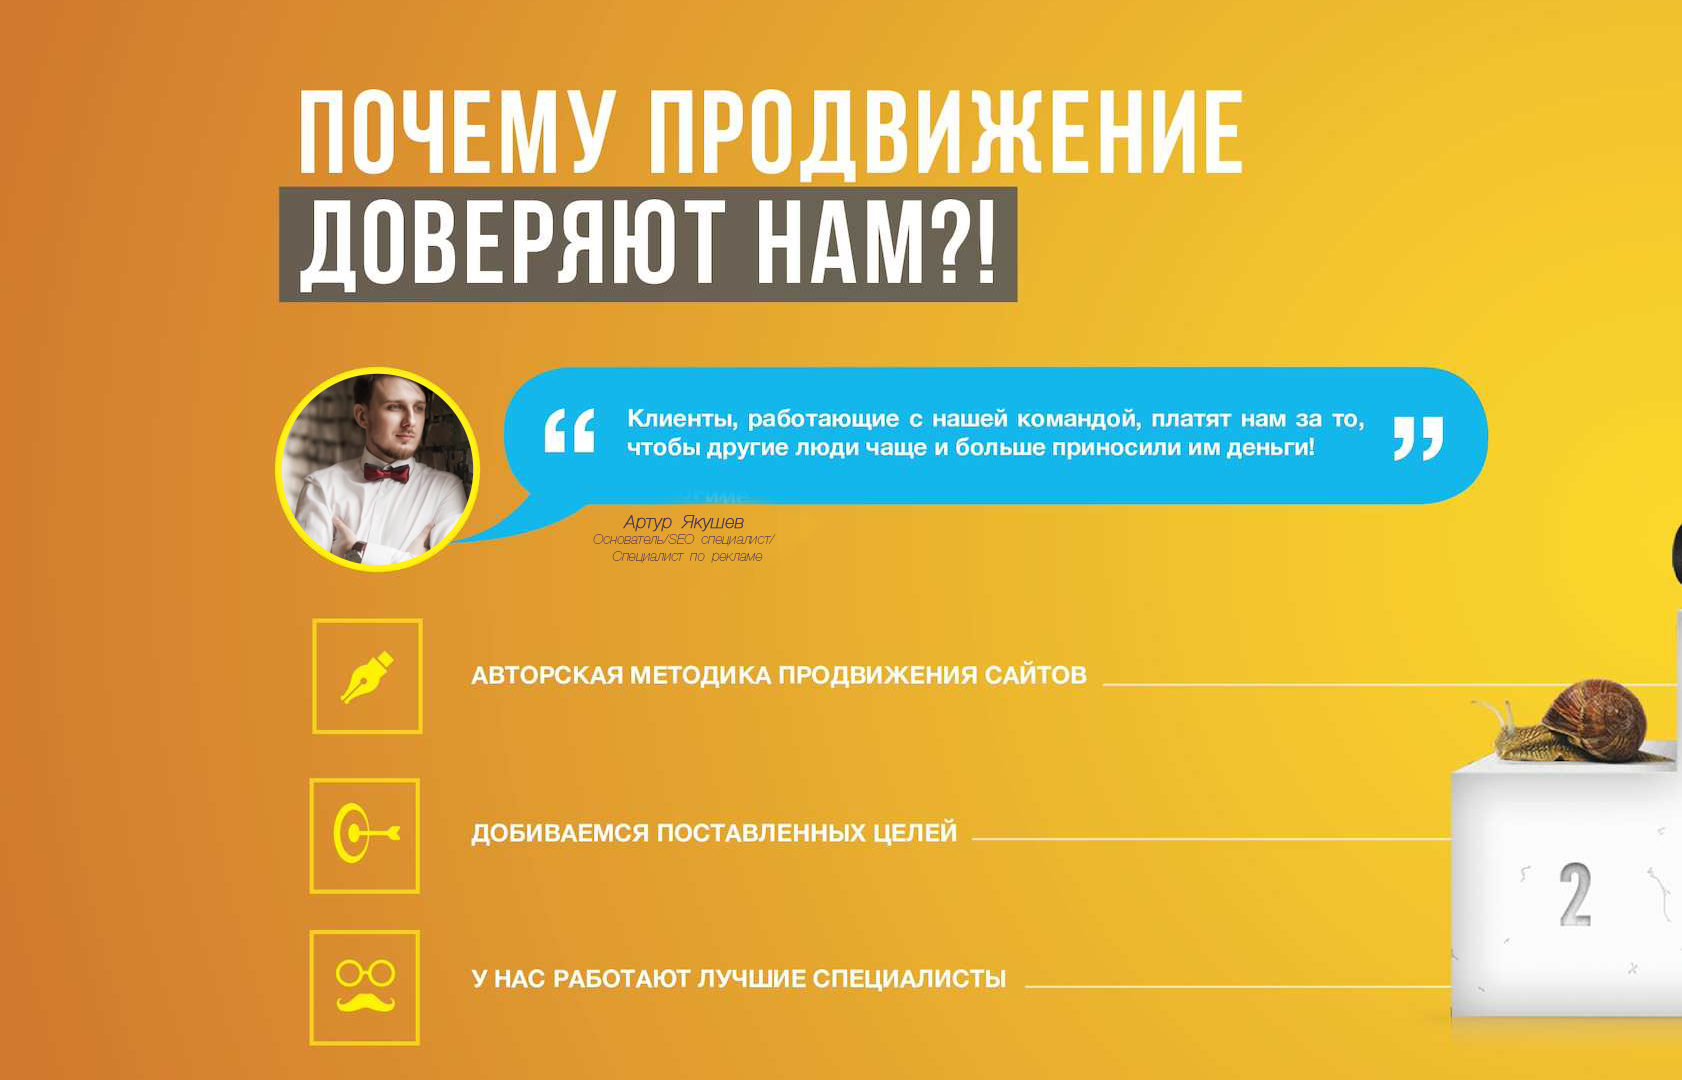 ПОЧЕМУ ПРОДВИЖЕНИЕ
ДОВЕРЯЮТ НАМ?!
“ Клиенты, работающие с нашей командой, платят нам за то,
чтобы другие люди чаще и больше приносили им деньги! ”
Артур Якушев
Основатель/SEO специалист/
Специалист по рекламе
АВТОРСКАЯ МЕТОДИКА ПРОДВИЖЕНИЯ САЙТОВ
ДОБИВАЕМСЯ ПОСТАВЛЕННЫХ ЦЕЛЕЙ
2
У НАС РАБОТАЮТ ЛУЧШИЕ СПЕЦИАЛИСТЫ